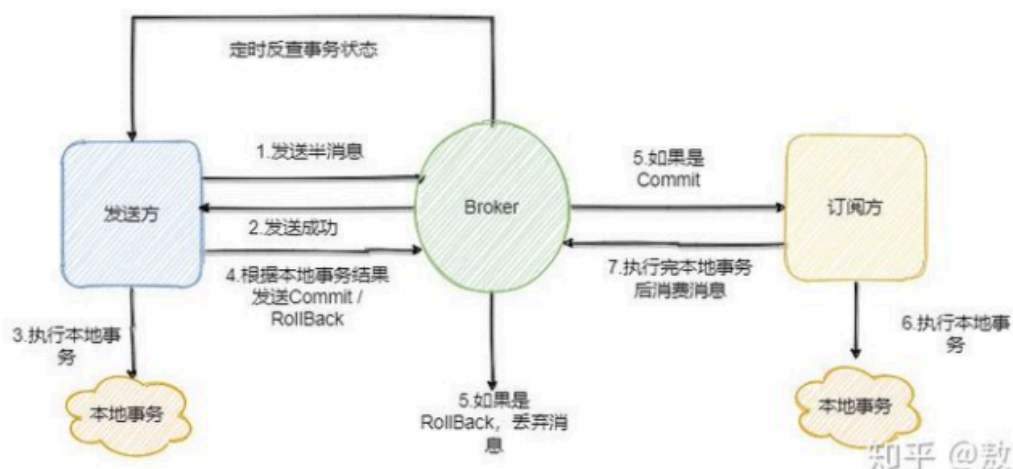 定时反查事务状态
1.发送半消息
5.如果是
Commit
发送方
Broker
订阅方
2.发送成功
4.根据本地事务结果
发送Commit /
RollBack
7.执行完本地事务
后消费消息
3.执行本地事
务
6.执行本地事
务
本地事务
5.如果是
RollBack，丢弃消
息
本地事务
知乎 @敖